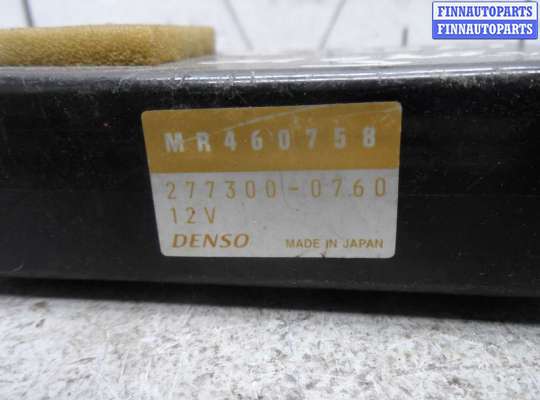 FINNAUTOPARTS
FINNAUTOPARTS
MR460758
277300-0760
12V
DENSO MADE IN JAPAN